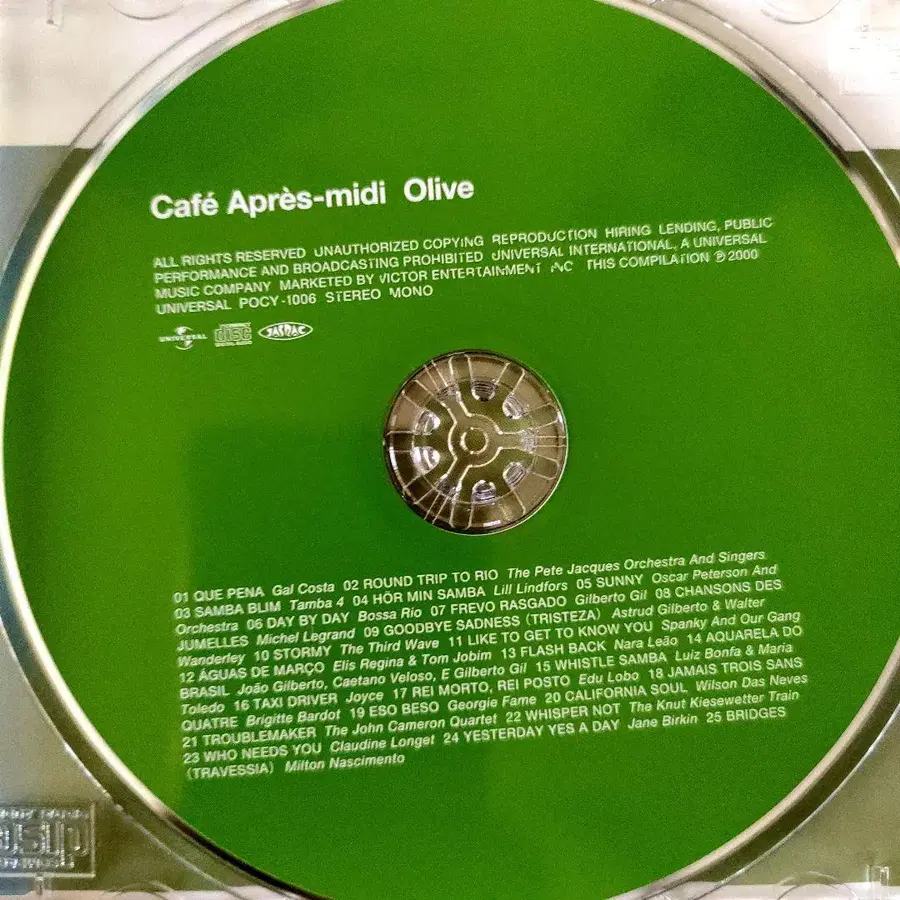 Café Après-midi Olive
ALL RIGHTS RESERVED UNAUTHORIZED COPYING REPRODUCTION HIRING LENDING, PUBLIC
PERFORMANCE AND BROADCASTING PROHIBITED UNIVERSAL INTERNATIONAL, A UNIVERSAL
MUSIC COMPANY MARKETED BY VICTOR ENTERTAINMENT INC THIS COMPILATION ℗ 2000
UNIVERSAL POCY-1006 STEREO MONO
UNIVERSAL disc JASRAC
01 QUE PENA Gal Costa 02 ROUND TRIP TO RIO The Pete Jacques Orchestra And Singers
03 SAMBA BLIM Tamba 4 04 HÖR MIN SAMBA Lill Lindfors 05 SUNNY Oscar Peterson And
Orchestra 06 DAY BY DAY Bossa Rio 07 FREVO RASGADO Gilberto Gil 08 CHANSONS DES
JUMELLES Michel Legrand 09 GOODBYE SADNESS (TRISTEZA) Astrud Gilberto & Walter
Wanderley 10 STORMY The Third Wave 11 LIKE TO GET TO KNOW YOU Spanky And Our Gang
12 ÁGUAS DE MARÇO Elis Regina & Tom Jobim 13 FLASH BACK Nara Leão 14 AQUARELA DO
BRASIL João Gilberto, Caetano Veloso, E Gilberto Gil 15 WHISTLE SAMBA Luiz Bonfa & Maria
Toledo 16 TAXI DRIVER Joyce 17 REI MORTO, REI POSTO Edu Lobo 18 JAMAIS TROIS SANS
QUATRE Brigitte Bardot 19 ESO BESO Georgie Fame 20 CALIFORNIA SOUL Wilson Das Neves
21 TROUBLEMAKER The John Cameron Quartet 22 WHISPER NOT The Knut Kiesewetter Train
23 WHO NEEDS YOU Claudine Longet 24 YESTERDAY YES A DAY Jane Birkin 25 BRIDGES
(TRAVESSIA) Milton Nascimento